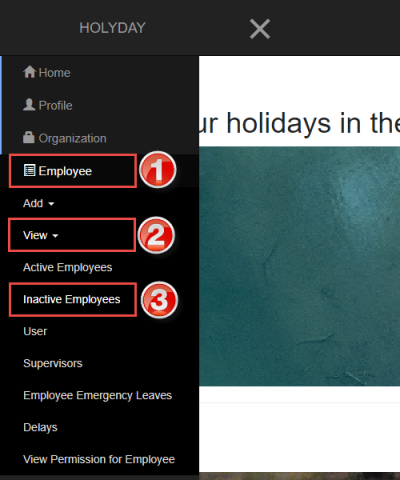 HOLYDAY
Home
Profile
Organization
ur holidays in the
Employee
1
Add
View
2
Active Employees
Inactive Employees
3
User
Supervisors
Employee Emergency Leaves
Delays
View Permission for Employee